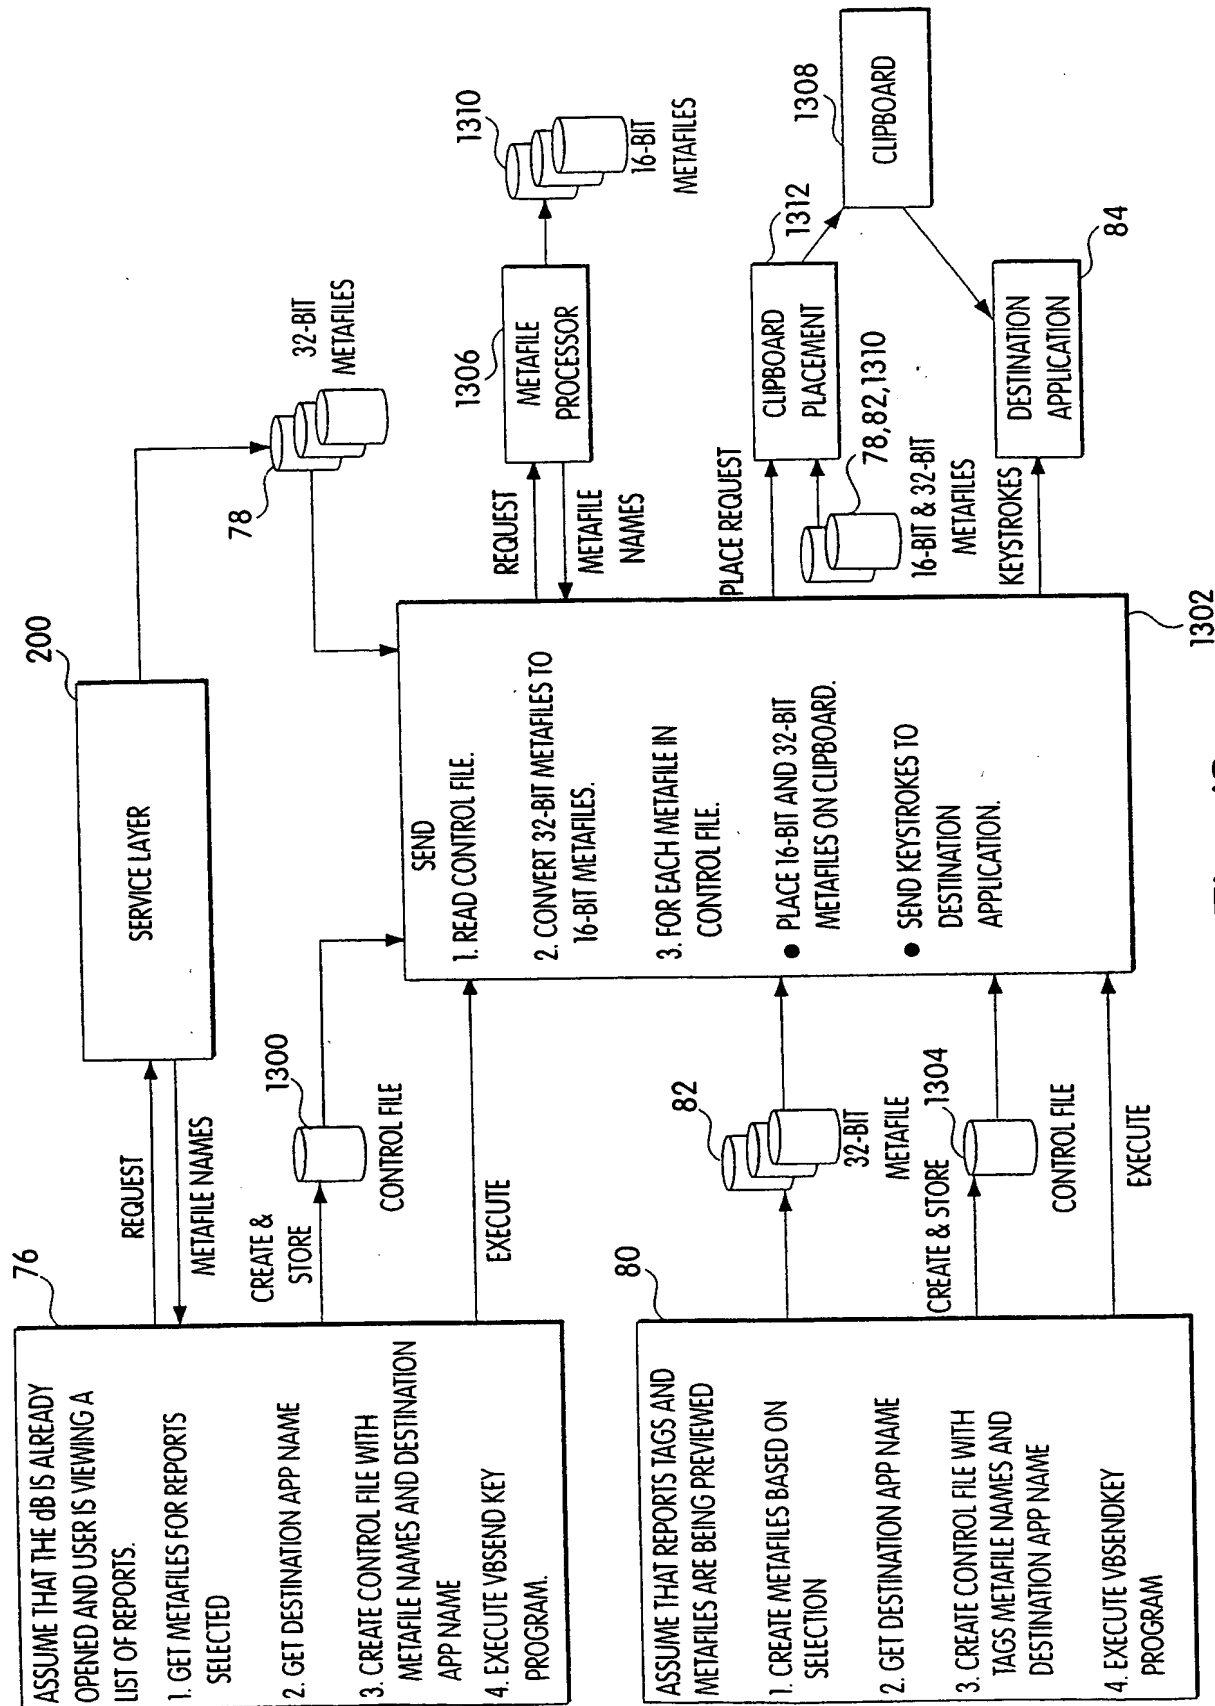 76
ASSUME THAT THE dB IS ALREADY
OPENED AND USER IS VIEWING A
LIST OF REPORTS.
1. GET METAFILES FOR REPORTS
SELECTED
2. GET DESTINATION APP NAME
3. CREATE CONTROL FILE WITH
METAFILE NAMES AND DESTINATION
APP NAME
4. EXECUTE VBSEND KEY
PROGRAM.
REQUEST
METAFILE NAMES
CREATE &
STORE
1300
CONTROL FILE
EXECUTE
200
SERVICE LAYER
78
32-BIT
METAFILES
80
ASSUME THAT REPORTS TAGS AND
METAFILES ARE BEING PREVIEWED
1. CREATE METAFILES BASED ON
SELECTION
2. GET DESTINATION APP NAME
3. CREATE CONTROL FILE WITH
TAGS METAFILE NAMES AND
DESTINATION APP NAME
4. EXECUTE VBSENDKEY
PROGRAM
82
32-BIT
METAFILE
CREATE & STORE
1304
CONTROL FILE
EXECUTE
SEND
1. READ CONTROL FILE.
2. CONVERT 32-BIT METAFILES TO
16-BIT METAFILES.
3. FOR EACH METAFILE IN
CONTROL FILE.
● PLACE 16-BIT AND 32-BIT
METAFILES ON CLIPBOARD.
● SEND KEYSTROKES TO
DESTINATION
APPLICATION.
1302
REQUEST
METAFILE
NAMES
1306
METAFILE
PROCESSOR
1310
16-BIT
METAFILES
PLACE REQUEST
78,82,1310
16-BIT & 32-BIT
METAFILES
KEYSTROKES
CLIPBOARD
PLACEMENT
1312
1308
CLIPBOARD
DESTINATION
APPLICATION
84